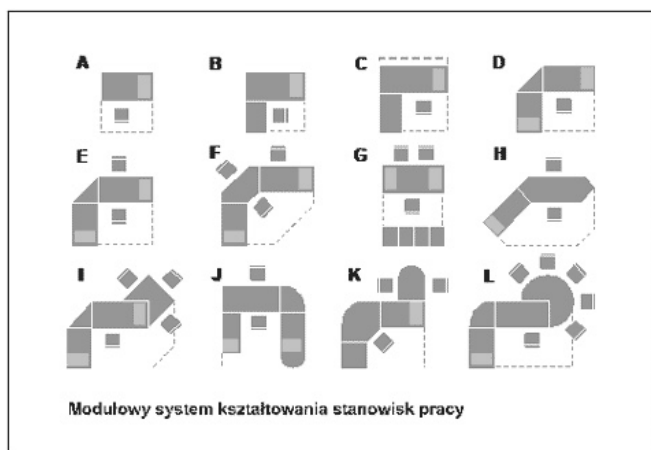 A B C D
E F G H
I J K L
Modułowy system kształtowania stanowisk pracy